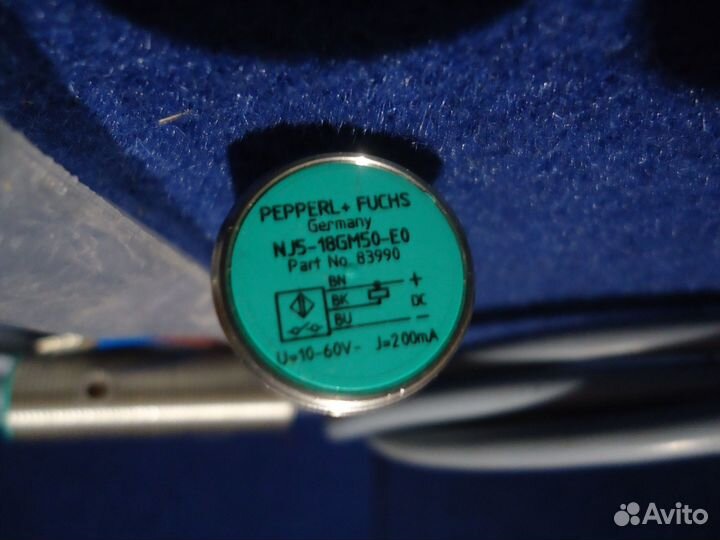 PEPPERL+ FUCHS
Germany
NJ5-18GM50-E0
Part No. 83990
BN +
BK DC
BU -
U=10-60V- J=200mA
Avito